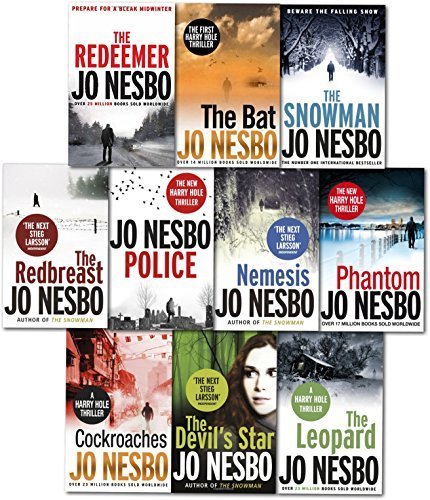 PREPARE FOR A BLEAK MIDWINTER
THE
REDEEMER
JO NESBO
OVER 25 MILLION BOOKS SOLD WORLDWIDE
THE FIRST
HARRY HOLE
THRILLER
The Bat
JO NESBO
OVER 14 MILLION BOOKS SOLD WORLDWIDE
BEWARE THE FALLING SNOW
THE
SNOWMAN
JO NESBO
THE NUMBER ONE INTERNATIONAL BESTSELLER
'THE NEXT
STIEG
LARSSON'
INDEPENDENT
The
Redbreast
JO NESBO
AUTHOR OF THE SNOWMAN
THE NEW
HARRY HOLE
THRILLER
JO NESBO
POLICE
'THE NEXT
STIEG
LARSSON'
INDEPENDENT
Nemesis
JO NESBO
AUTHOR OF THE SNOWMAN
THE NEW
HARRY HOLE
THRILLER
Phantom
JO NESBO
OVER 17 MILLION BOOKS SOLD WORLDWIDE
A
HARRY HOLE
THRILLER
Cockroaches
JO NESBO
OVER 23 MILLION BOOKS SOLD WORLDWIDE
'THE NEXT
STIEG
LARSSON'
INDEPENDENT
The
Devil's Star
JO NESBO
AUTHOR OF THE SNOWMAN
A
HARRY HOLE
THRILLER
The
Leopard
JO NESBO
OVER 23 MILLION BOOKS SOLD WORLDWIDE